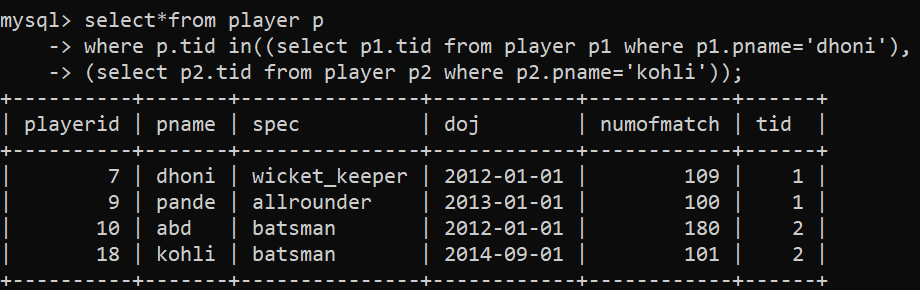 mysql> select*from player p
    -> where p.tid in((select p1.tid from player p1 where p1.pname='dhoni'),
    -> (select p2.tid from player p2 where p2.pname='kohli'));
+----------+-------+---------------+------------+------------+------+
| playerid | pname | spec          | doj        | numofmatch | tid  |
+----------+-------+---------------+------------+------------+------+
|        7 | dhoni | wicket_keeper | 2012-01-01 |        109 |    1 |
|        9 | pande | allrounder    | 2013-01-01 |        100 |    1 |
|       10 | abd   | batsman       | 2012-01-01 |        180 |    2 |
|       18 | kohli | batsman       | 2014-09-01 |        101 |    2 |
+----------+-------+---------------+------------+------------+------+